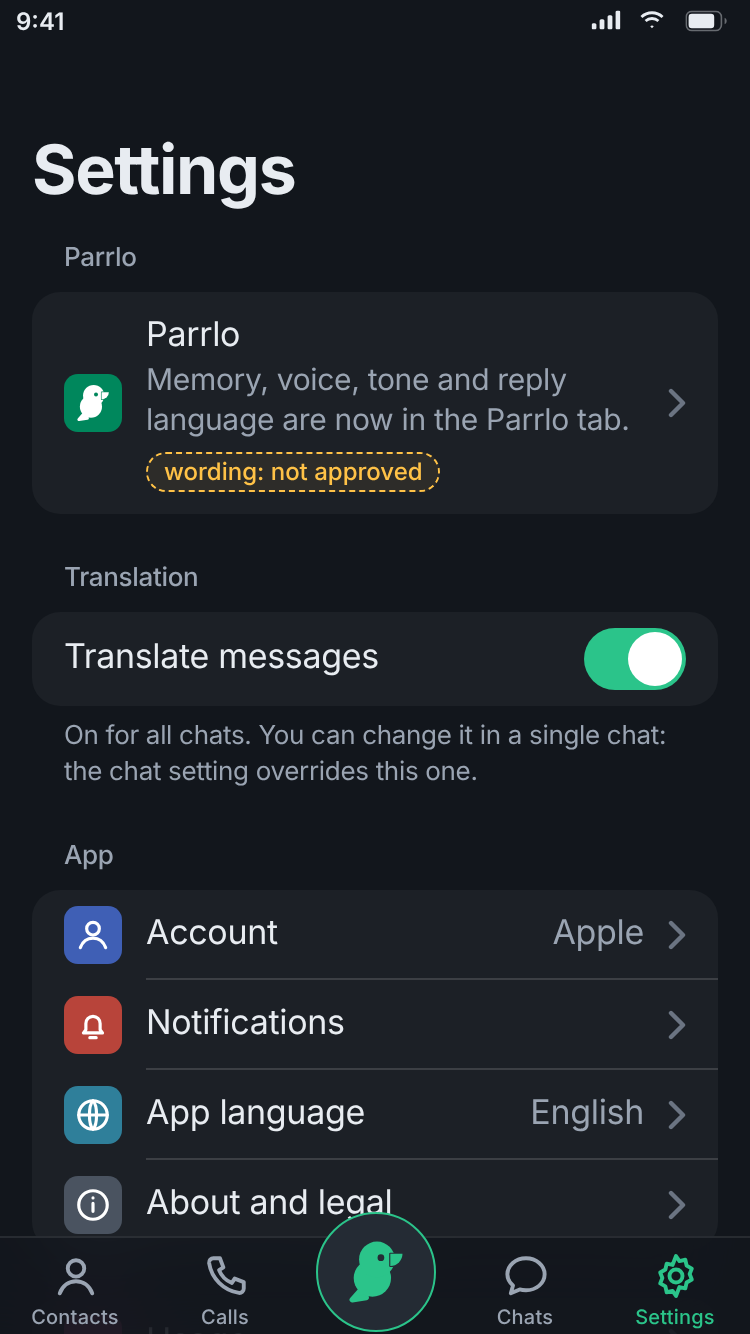 9:41
Settings
Parrlo
Parrlo
Memory, voice, tone and reply
language are now in the Parrlo tab.
wording: not approved
Translation
Translate messages
On for all chats. You can change it in a single chat:
the chat setting overrides this one.
App
Account Apple
Notifications
App language English
About and legal
Contacts Calls Chats Settings